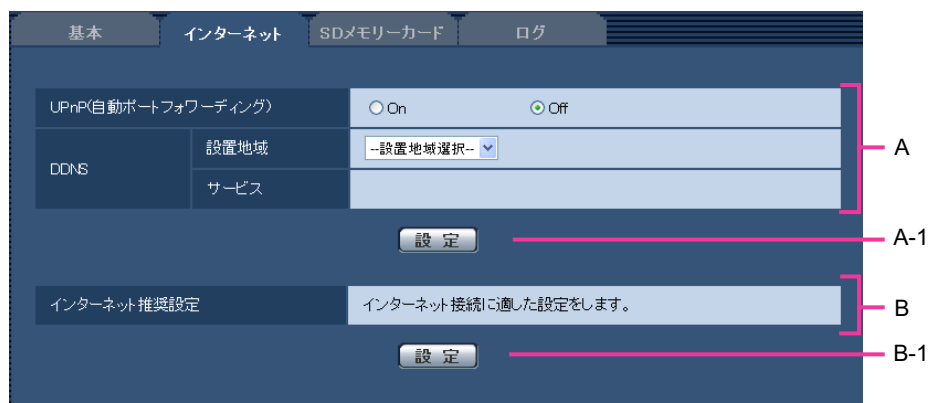 基本 インターネット SDメモリーカード ログ
UPnP(自動ポートフォワーディング) On Off
A
DDNS
設置地域 --設置地域選択--
サービス
設 定
A-1
インターネット推奨設定 インターネット接続に適した設定をします。
B
設 定
B-1